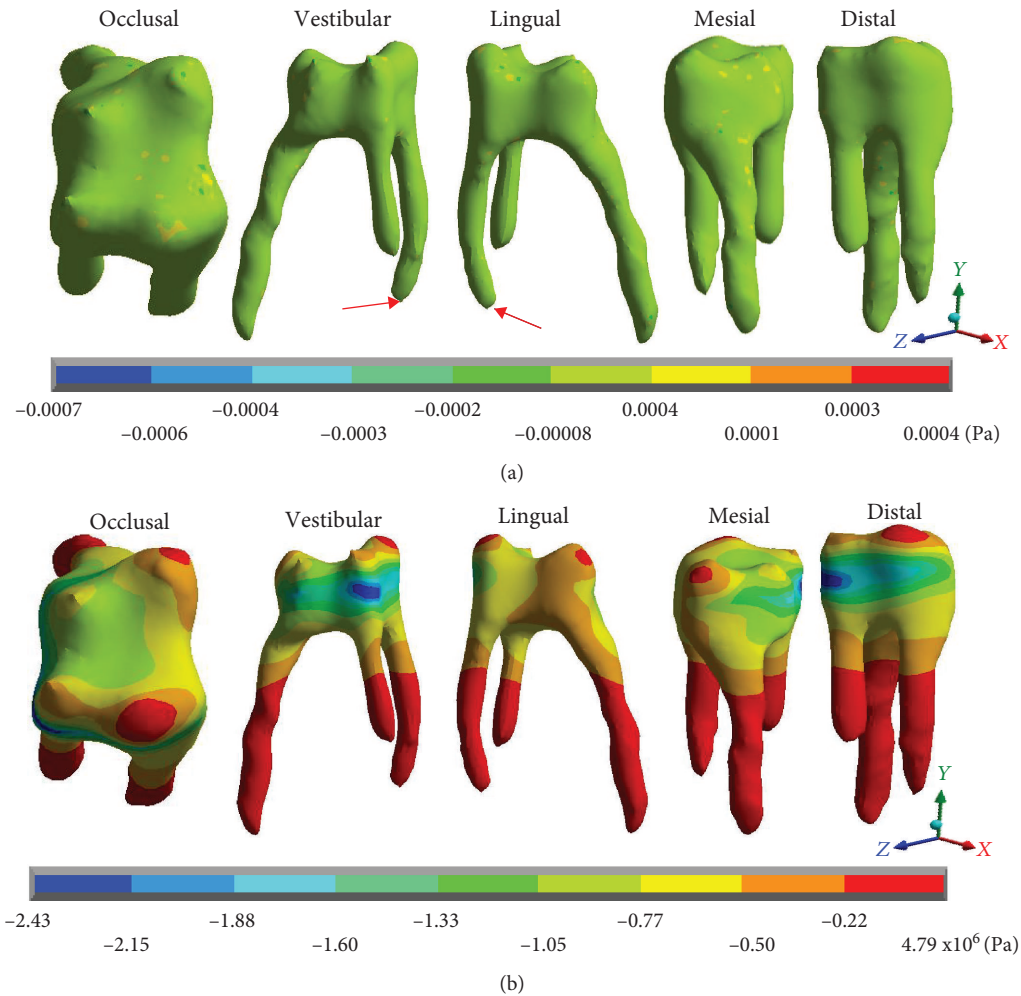 Occlusal Vestibular Lingual Mesial Distal
Y
Z X
–0.0007 –0.0004 –0.0002 0.0004 0.0003
–0.0006 –0.0003 –0.00008 0.0001 0.0004 (Pa)
(a)
Occlusal Vestibular Lingual Mesial Distal
Y
Z X
–2.43 –1.88 –1.33 –0.77 –0.22
–2.15 –1.60 –1.05 –0.50 4.79 x10⁶ (Pa)
(b)